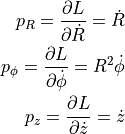 p_R = ∂L/∂Ṙ = Ṙ
p_ϕ = ∂L/∂ϕ̇ = R²ϕ̇
p_z = ∂L/∂ż = ż